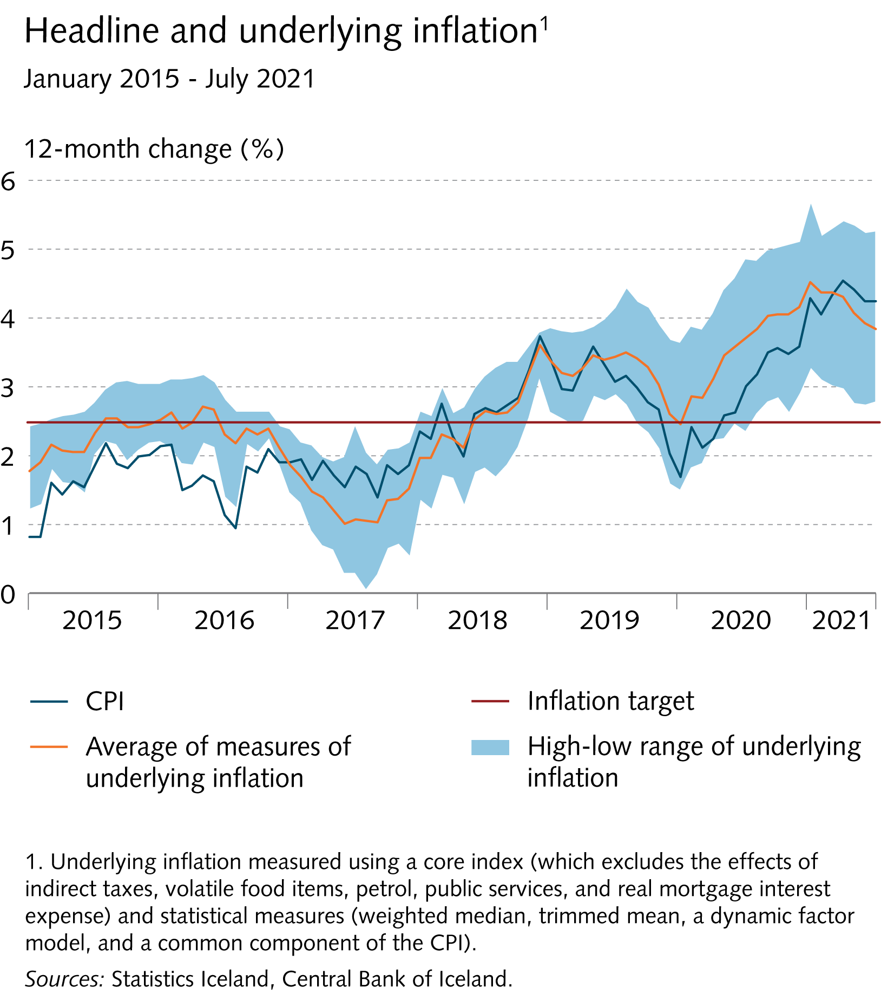 Headline and underlying inflation¹
January 2015 - July 2021
12-month change (%)
6
5
4
3
2
1
0
2015 2016 2017 2018 2019 2020 2021
CPI
Average of measures of
underlying inflation
Inflation target
High-low range of underlying
inflation
1. Underlying inflation measured using a core index (which excludes the effects of
indirect taxes, volatile food items, petrol, public services, and real mortgage interest
expense) and statistical measures (weighted median, trimmed mean, a dynamic factor
model, and a common component of the CPI).
Sources: Statistics Iceland, Central Bank of Iceland.